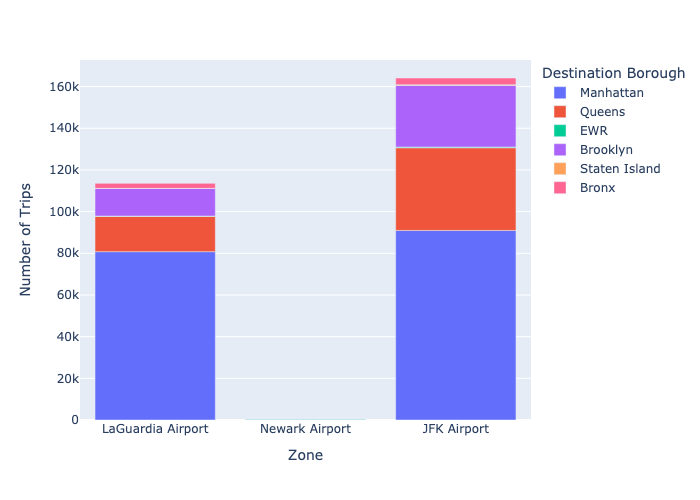 Destination Borough
Manhattan
Queens
EWR
Brooklyn
Staten Island
Bronx
160k
140k
120k
100k
80k
60k
40k
20k
0
Number of Trips
LaGuardia Airport
Newark Airport
JFK Airport
Zone